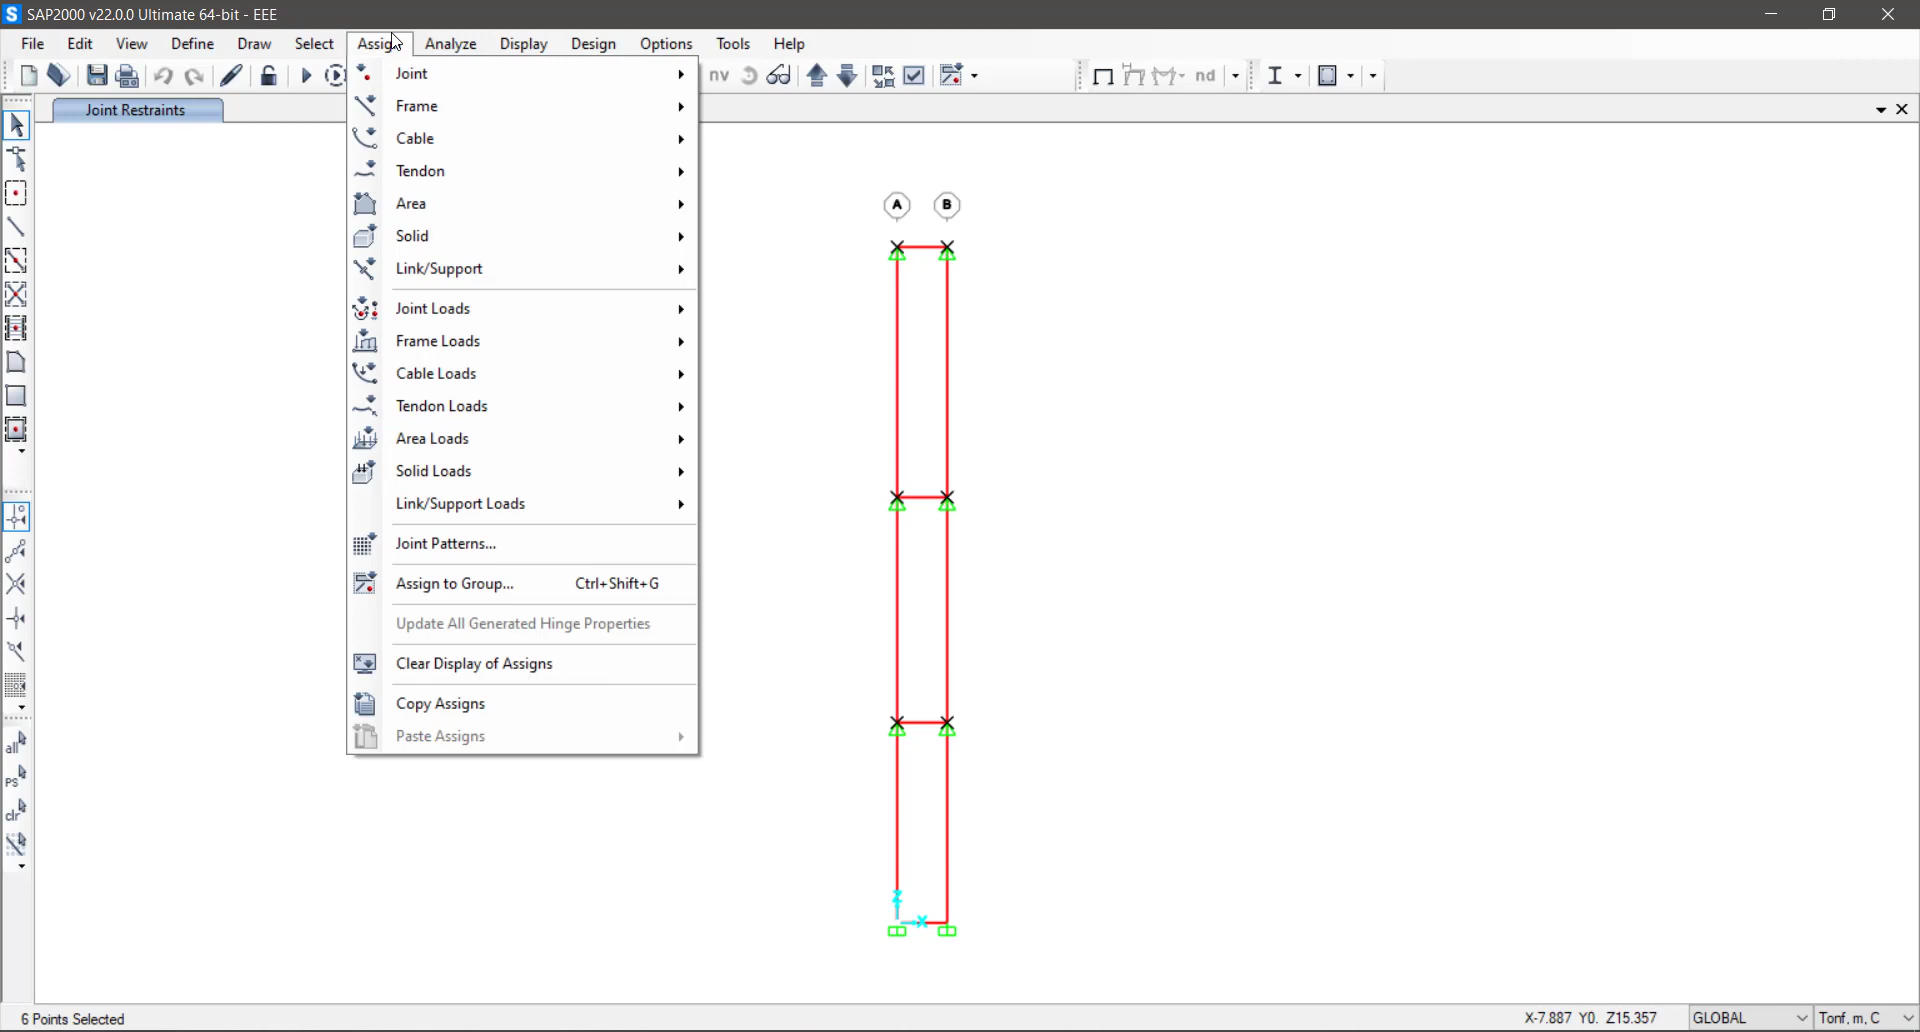 SAP2000 v22.0.0 Ultimate 64-bit - EEE
File Edit View Define Draw Select Assign Analyze Display Design Options Tools Help
nv nd
Joint Restraints
Joint
Frame
Cable
Tendon
Area
Solid
Link/Support
Joint Loads
Frame Loads
Cable Loads
Tendon Loads
Area Loads
Solid Loads
Link/Support Loads
Joint Patterns...
Assign to Group... Ctrl+Shift+G
Update All Generated Hinge Properties
Clear Display of Assigns
Copy Assigns
Paste Assigns
all
PS
clr
A B
Z
X
6 Points Selected
X-7.887 Y0. Z15.357
GLOBAL
Tonf, m, C